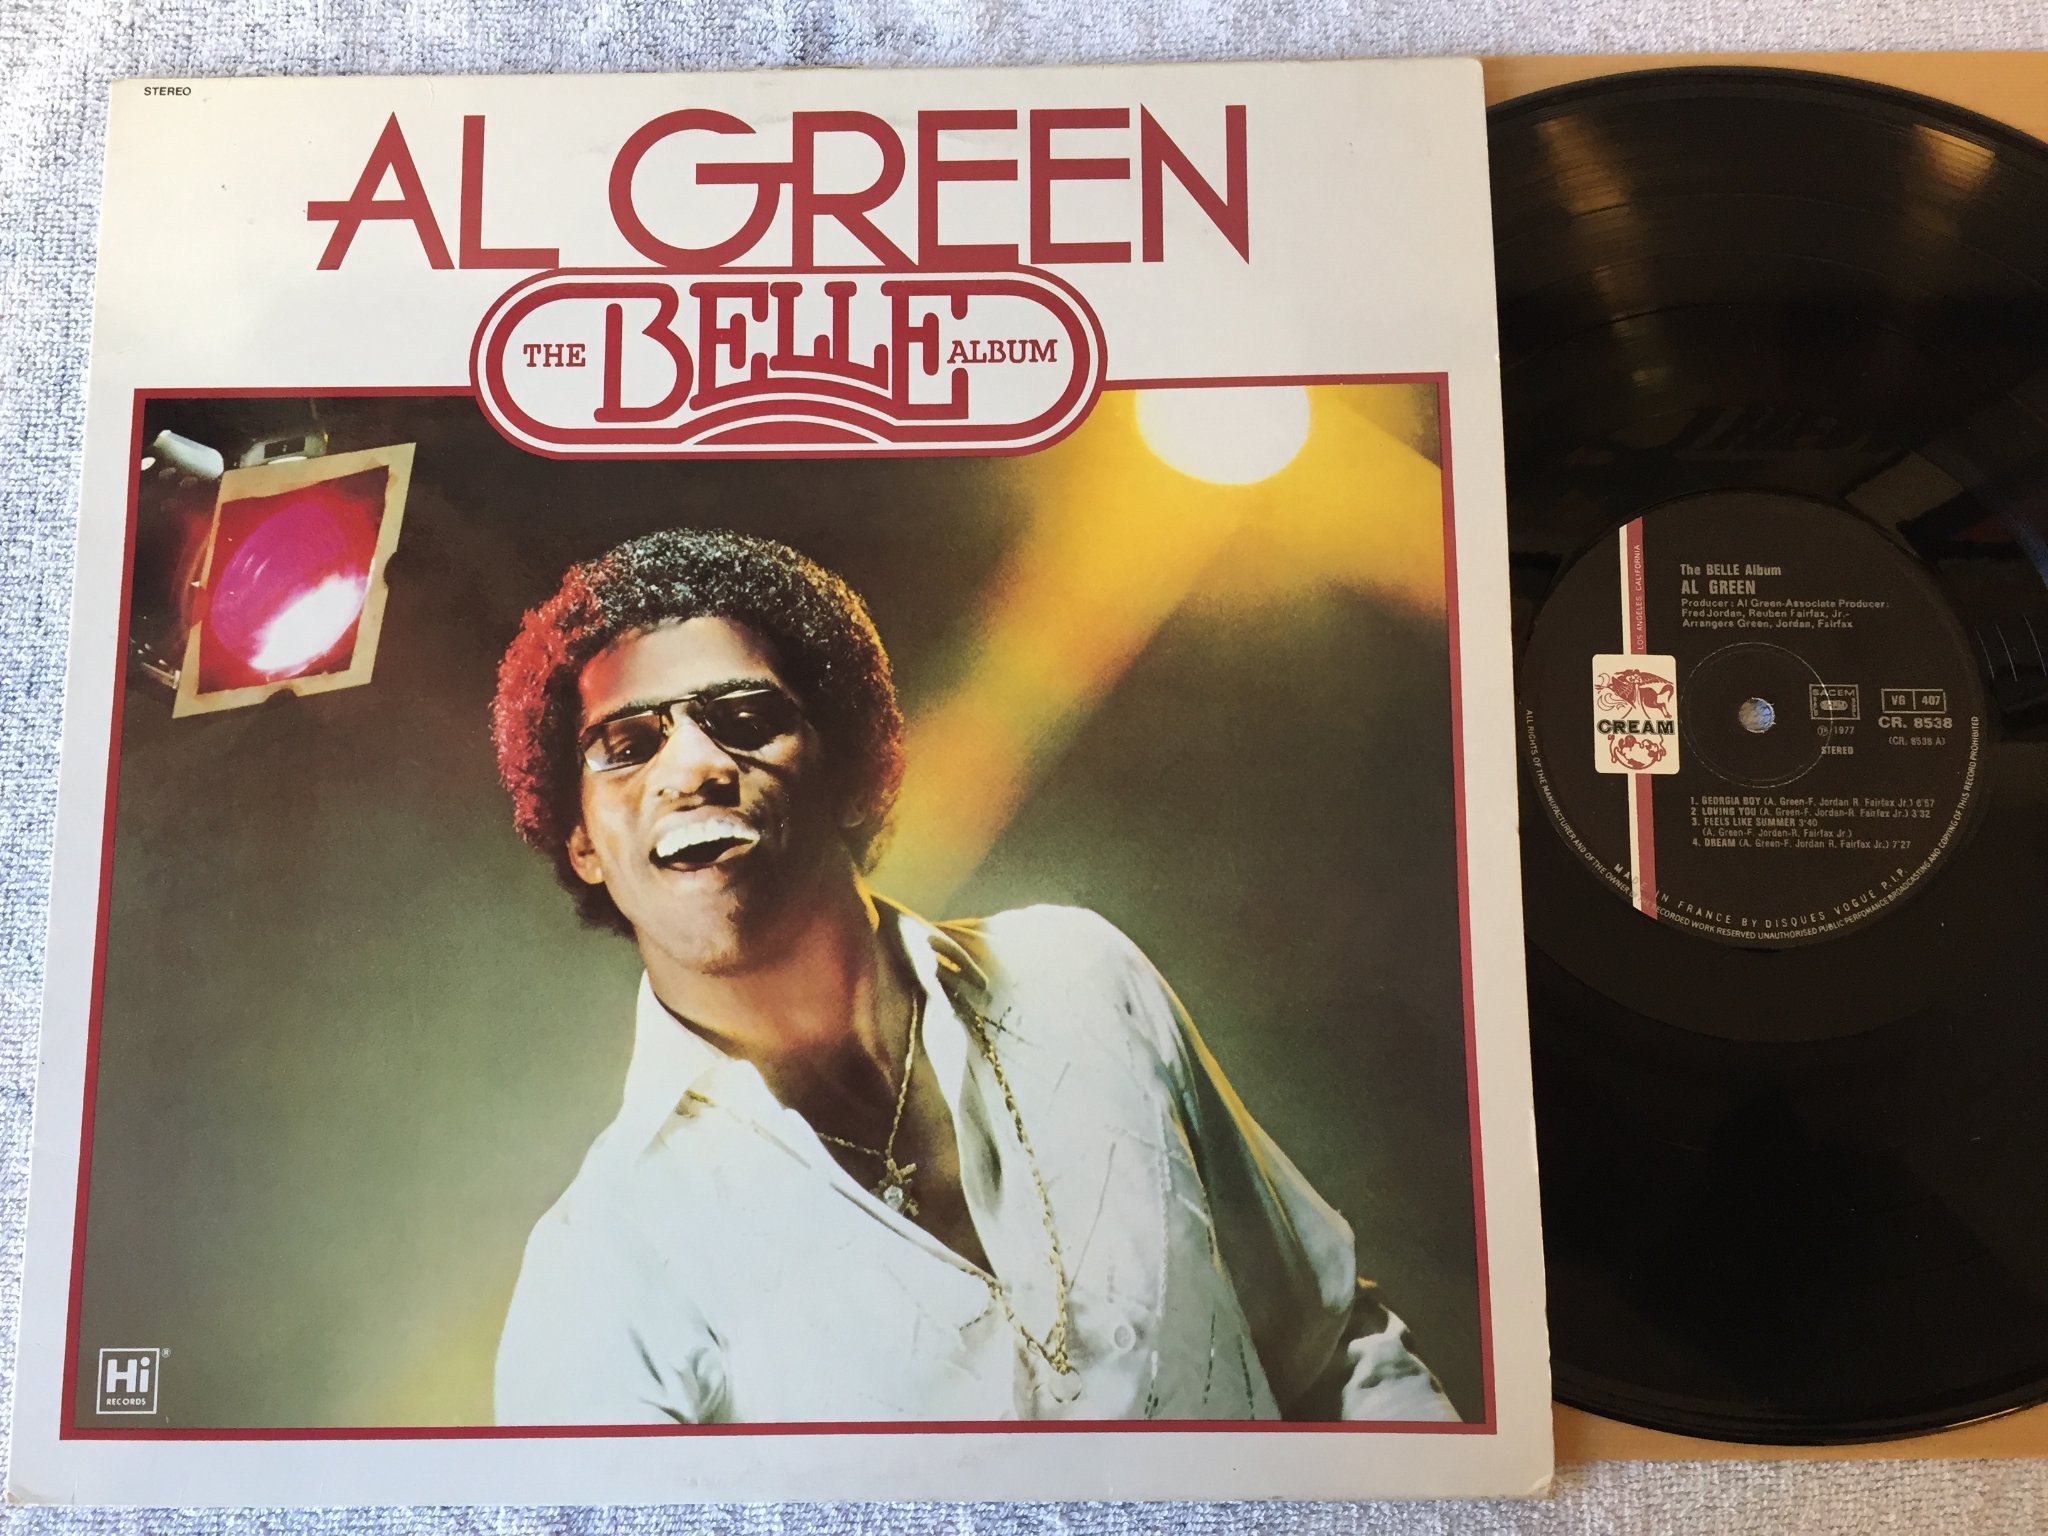 STEREO
AL GREEN
THE BELLE ALBUM
Hi ®
RECORDS
LOS ANGELES, CALIFORNIA
The BELLE Album
AL GREEN
Producer: Al Green-Associate Producer:
Fred Jordan, Reuben Fairfax, Jr.-
Arrangers Green, Jordan, Fairfax
CREAM
SACEM
VG 407
CR. 8538
(CR. 8538 A)
℗ 1977
STEREO
1. GEORGIA BOY (A. Green-F. Jordan R. Fairfax Jr.) 6'57
2. LOVING YOU (A. Green-F. Jordan-R. Fairfax Jr.) 3'32
3. FEELS LIKE SUMMER 3'40
(A. Green-F. Jordan-R. Fairfax Jr.)
4. DREAM (A. Green-F. Jordan R. Fairfax Jr.) 7'27
MADE IN FRANCE BY DISQUES VOGUE P.I.P.
ALL RIGHTS OF THE MANUFACTURER AND OF THE OWNER OF THE RECORDED WORK RESERVED UNAUTHORISED PUBLIC PERFOMANCE BROADCASTING AND COPYING OF THIS RECORD PROHIBITED